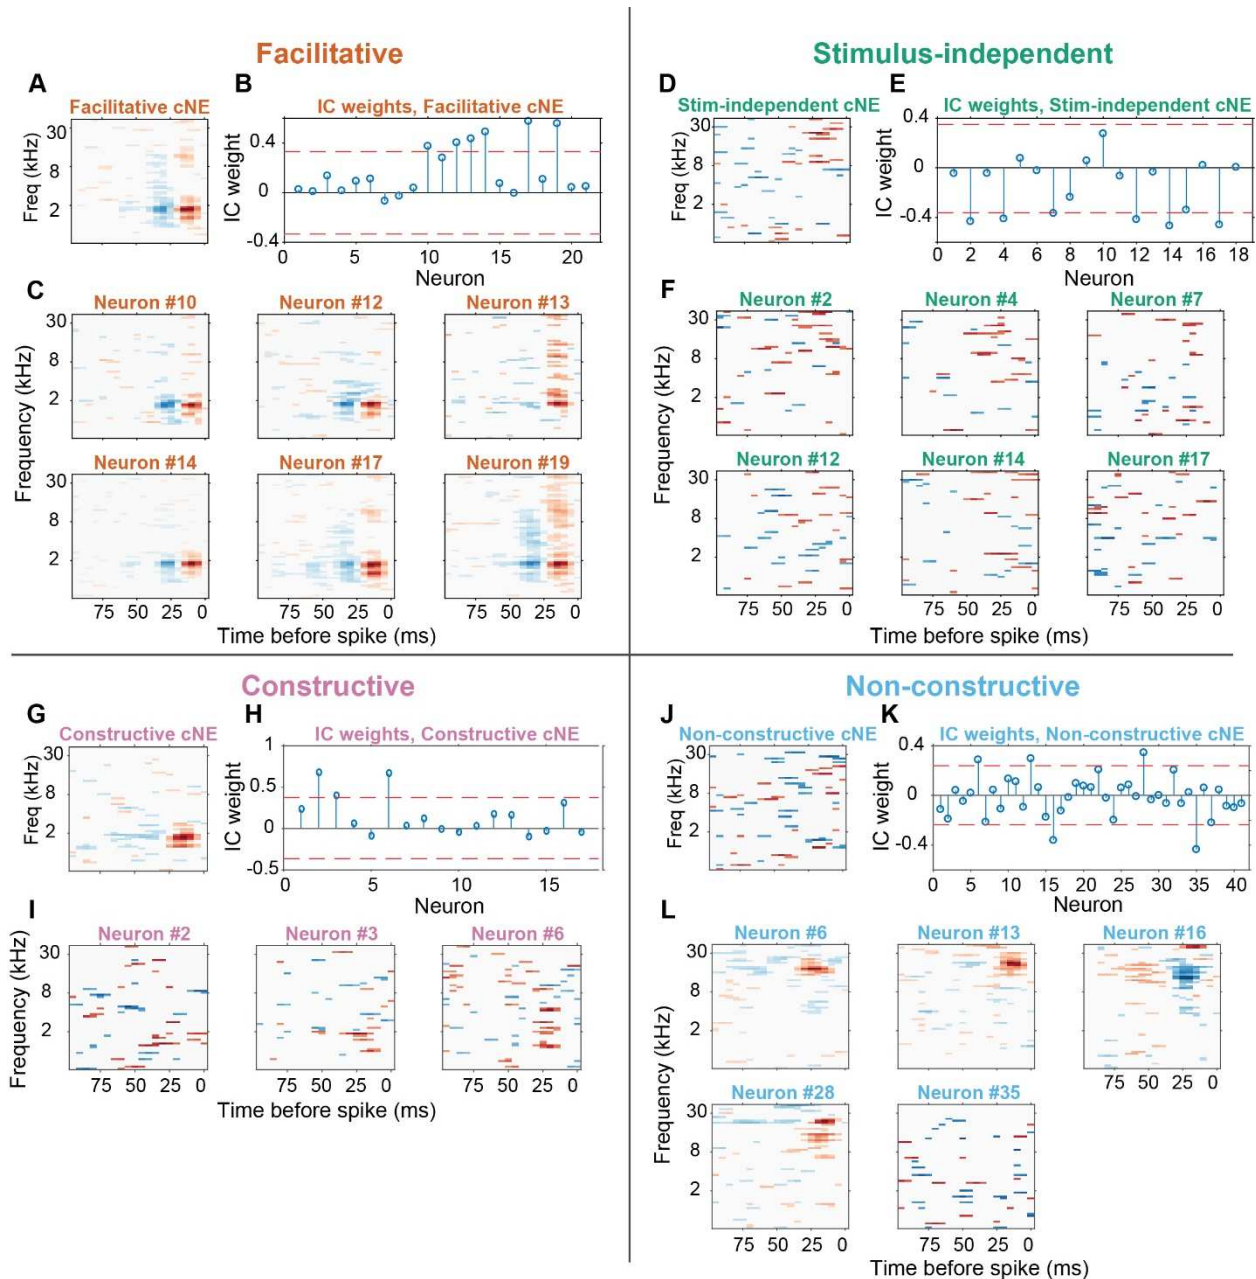 Facilitative
A
Facilitative cNE
Freq (kHz)
30
8
2
B
IC weights, Facilitative cNE
IC weight
0.4
0
-0.4
0 5 10 15 20
Neuron
C
Neuron #10 Neuron #12 Neuron #13
Frequency (kHz)
30
8
2
Neuron #14 Neuron #17 Neuron #19
30
8
2
75 50 25 0 75 50 25 0 75 50 25 0
Time before spike (ms)
Stimulus-independent
D
Stim-independent cNE
Freq (kHz)
30
8
2
E
IC weights, Stim-independent cNE
IC weight
0.4
0
-0.4
0 2 4 6 8 10 12 14 16 18
Neuron
F
Neuron #2 Neuron #4 Neuron #7
Frequency (kHz)
30
8
2
Neuron #12 Neuron #14 Neuron #17
30
8
2
75 50 25 0 75 50 25 0 75 50 25 0
Time before spike (ms)
Constructive
G
Constructive cNE
Freq (kHz)
30
8
2
H
IC weights, Constructive cNE
IC weight
1
0.5
0
-0.5
0 5 10 15
Neuron
I
Neuron #2 Neuron #3 Neuron #6
Frequency (kHz)
30
8
2
75 50 25 0 75 50 25 0 75 50 25 0
Time before spike (ms)
Non-constructive
J
Non-constructive cNE
Freq (kHz)
30
8
2
K
IC weights, Non-constructive cNE
IC weight
0.4
0
-0.4
0 5 10 15 20 25 30 35 40
Neuron
L
Neuron #6 Neuron #13 Neuron #16
Frequency (kHz)
30
8
2
75 50 25 0
Neuron #28 Neuron #35
30
8
2
75 50 25 0 75 50 25 0
Time before spike (ms)